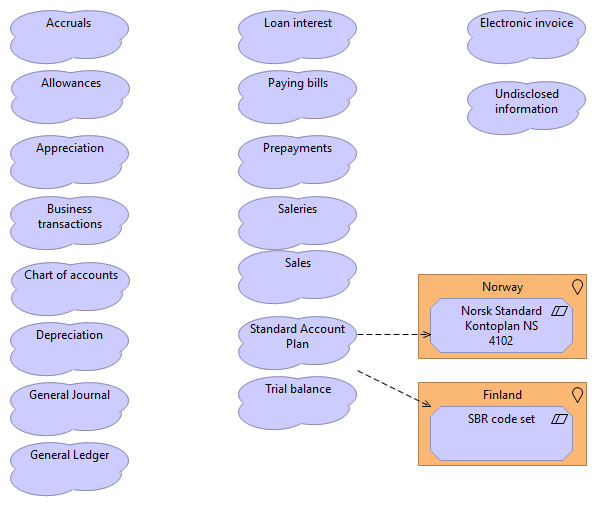 Accruals
Allowances
Appreciation
Business
transactions
Chart of accounts
Depreciation
General Journal
General Ledger
Loan interest
Paying bills
Prepayments
Saleries
Sales
Standard Account
Plan
Trial balance
Electronic invoice
Undisclosed
information
Norway
Norsk Standard
Kontoplan NS
4102
Finland
SBR code set